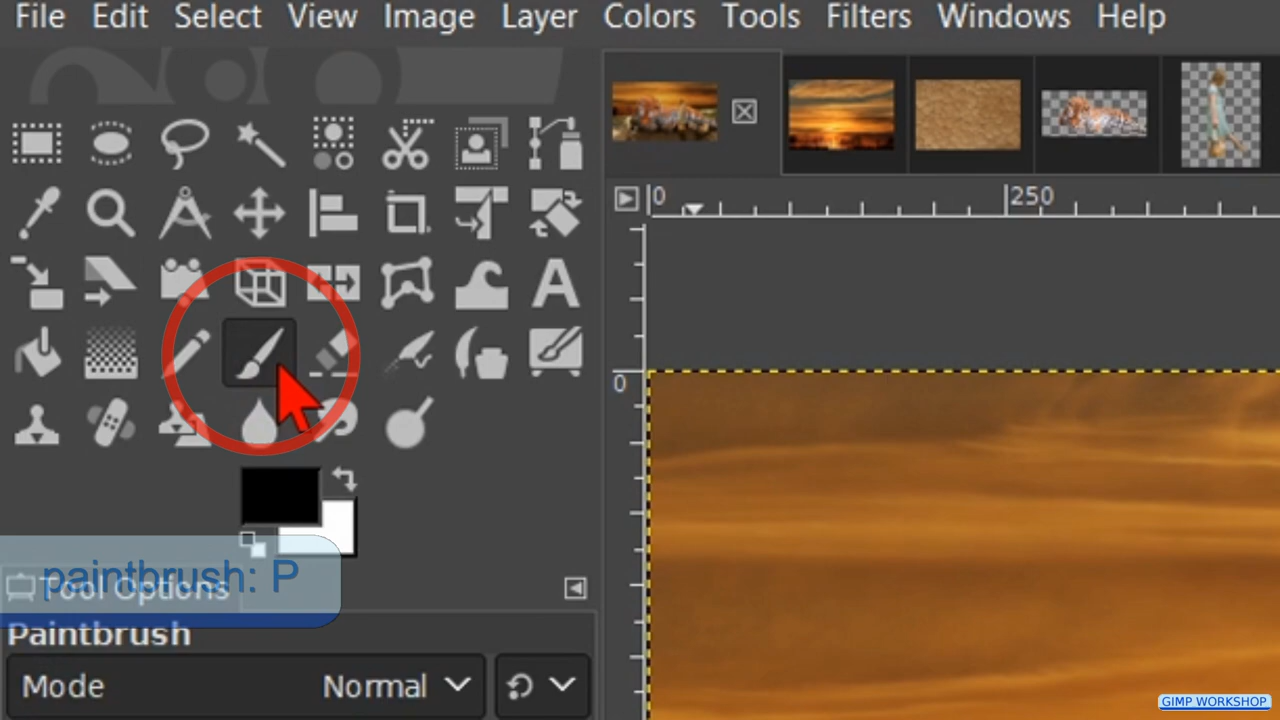 File Edit Select View Image Layer Colors Tools Filters Windows Help
0 250
0
paintbrush: P
Tool Options
Paintbrush
Mode Normal
GIMP WORKSHOP